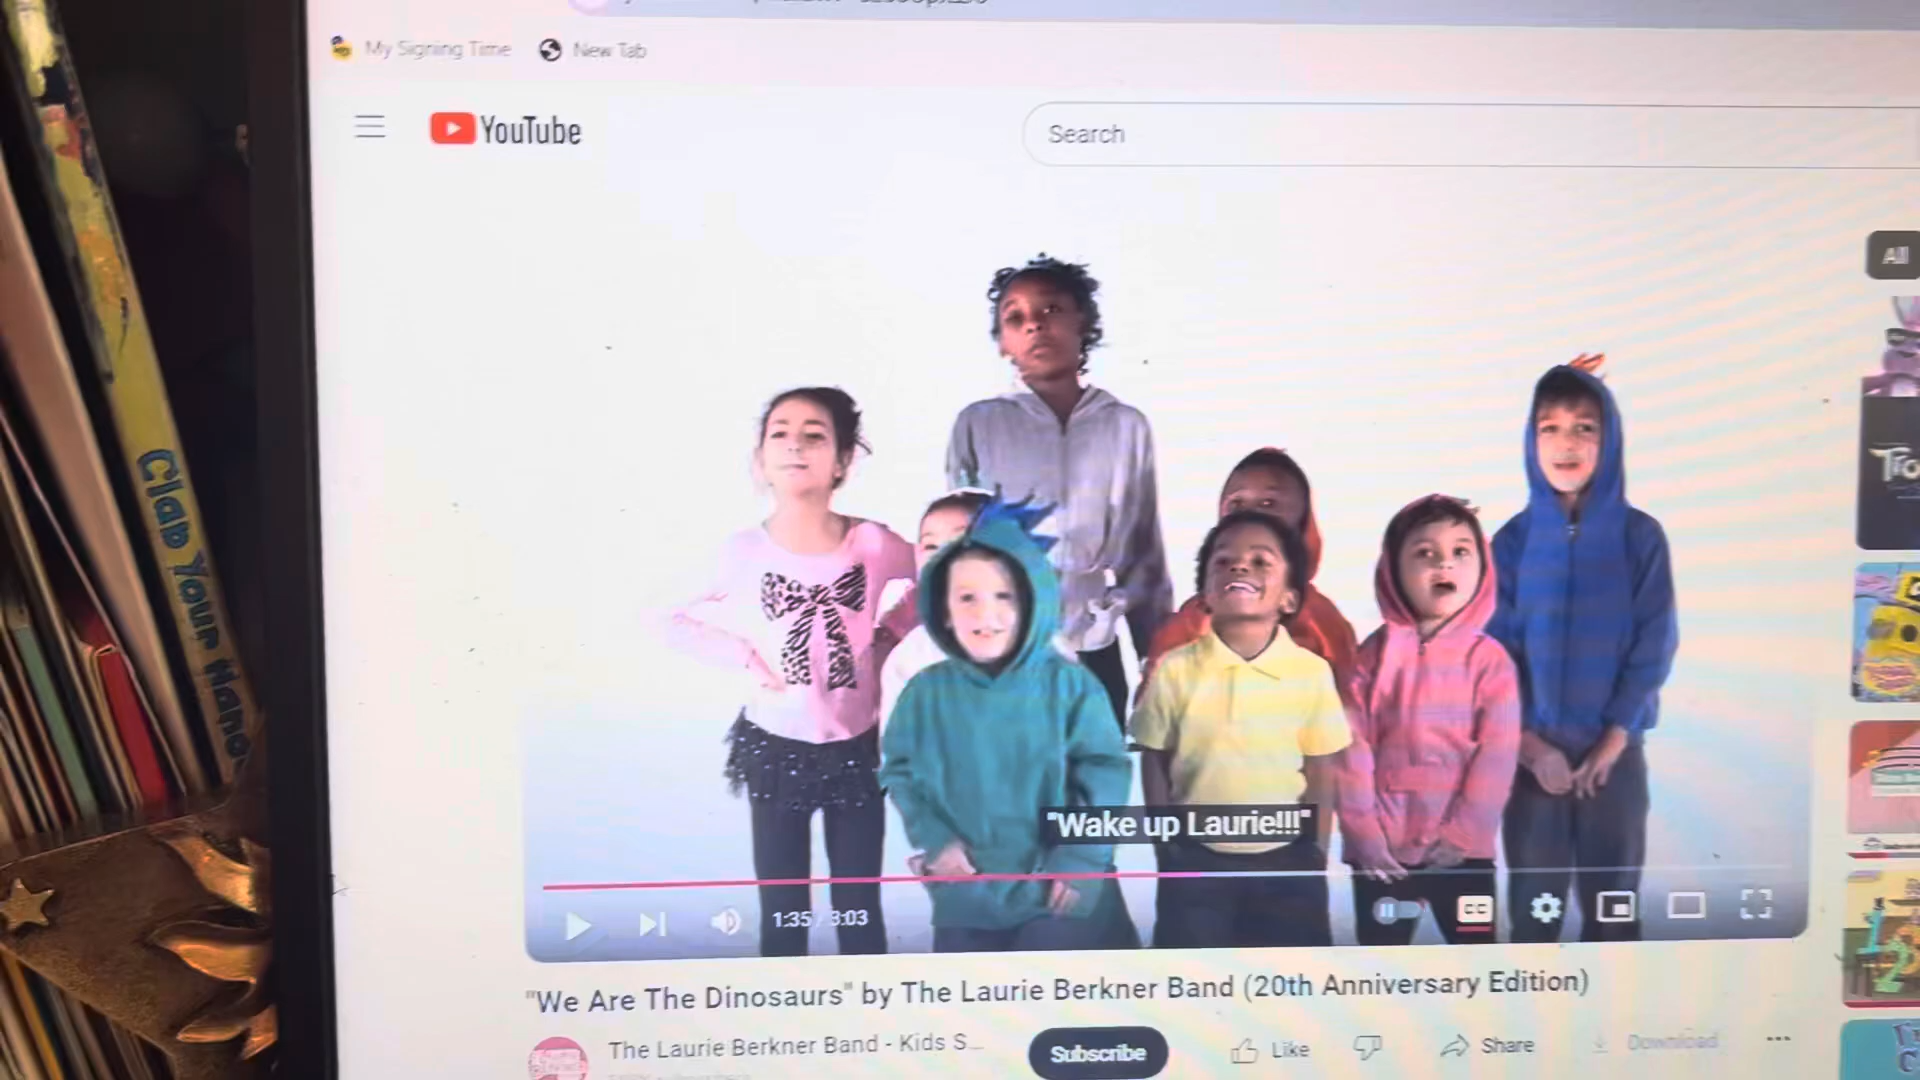 My Signing Time New Tab
YouTube
Search
All
Clap Your Hands
"Wake up Laurie!!!"
1:35 / 3:03
CC
"We Are The Dinosaurs" by The Laurie Berkner Band (20th Anniversary Edition)
The Laurie Berkner Band - Kids S...
Subscribe
Like
Share
Download